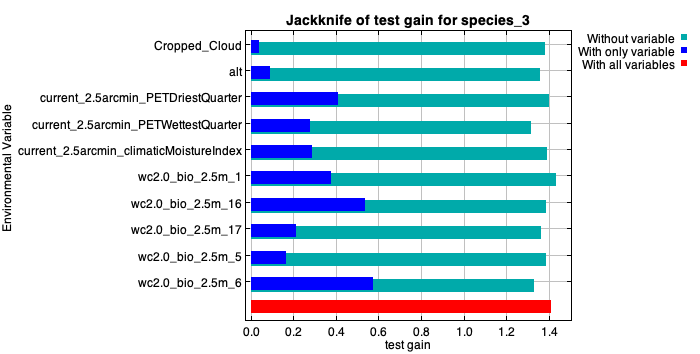 Jackknife of test gain for species_3
Without variable
With only variable
With all variables
Environmental Variable
Cropped_Cloud
alt
current_2.5arcmin_PETDriestQuarter
current_2.5arcmin_PETWettestQuarter
current_2.5arcmin_climaticMoistureIndex
wc2.0_bio_2.5m_1
wc2.0_bio_2.5m_16
wc2.0_bio_2.5m_17
wc2.0_bio_2.5m_5
wc2.0_bio_2.5m_6
0.0 0.2 0.4 0.6 0.8 1.0 1.2 1.4
test gain